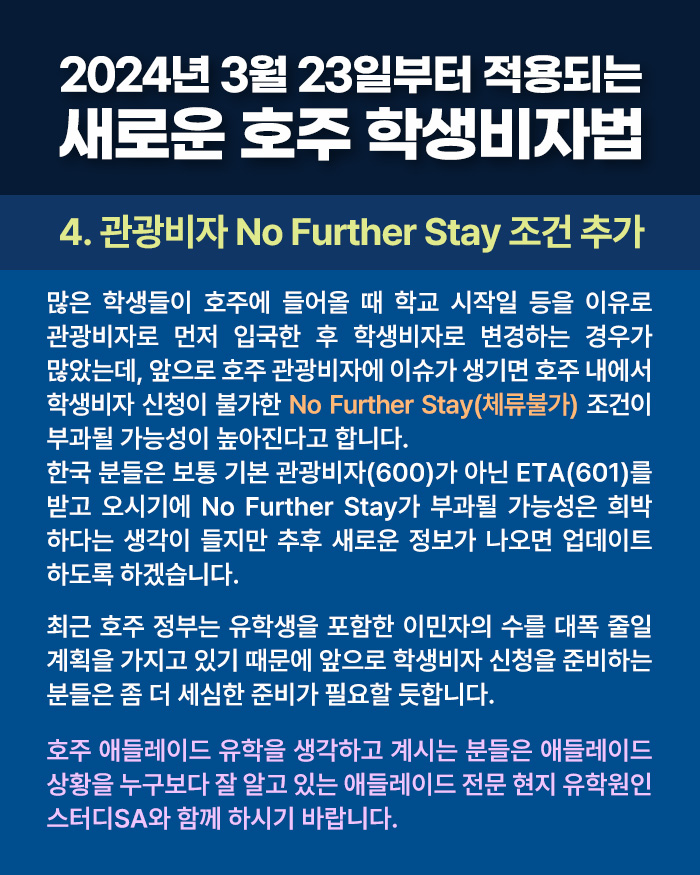 2024년 3월 23일부터 적용되는
새로운 호주 학생비자법
4. 관광비자 No Further Stay 조건 추가
많은 학생들이 호주에 들어올 때 학교 시작일 등을 이유로
관광비자로 먼저 입국한 후 학생비자로 변경하는 경우가
많았는데, 앞으로 호주 관광비자에 이슈가 생기면 호주 내에서
학생비자 신청이 불가한 No Further Stay(체류불가) 조건이
부과될 가능성이 높아진다고 합니다.
한국 분들은 보통 기본 관광비자(600)가 아닌 ETA(601)를
받고 오시기에 No Further Stay가 부과될 가능성은 희박
하다는 생각이 들지만 추후 새로운 정보가 나오면 업데이트
하도록 하겠습니다.
최근 호주 정부는 유학생을 포함한 이민자의 수를 대폭 줄일
계획을 가지고 있기 때문에 앞으로 학생비자 신청을 준비하는
분들은 좀 더 세심한 준비가 필요할 듯합니다.
호주 애들레이드 유학을 생각하고 계시는 분들은 애들레이드
상황을 누구보다 잘 알고 있는 애들레이드 전문 현지 유학원인
스터디SA와 함께 하시기 바랍니다.